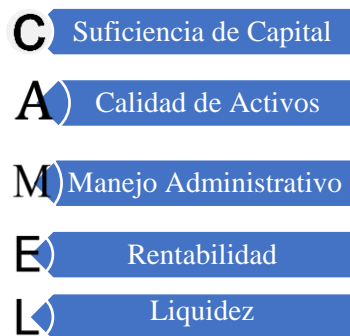 C Suficiencia de Capital
A Calidad de Activos
M Manejo Administrativo
E Rentabilidad
L Liquidez